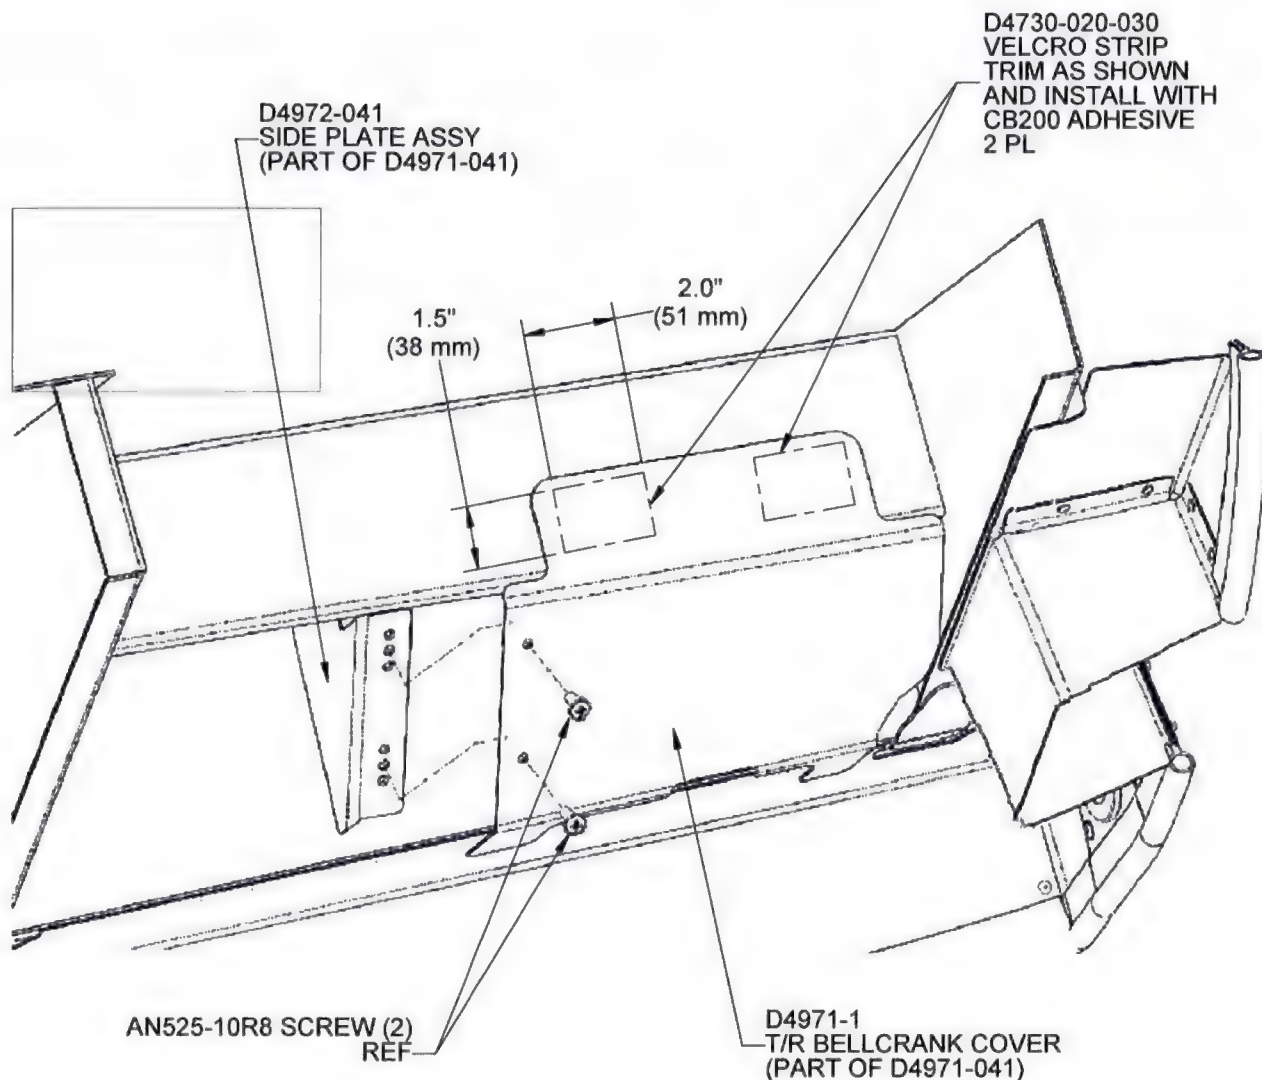 D4730-020-030
VELCRO STRIP
TRIM AS SHOWN
AND INSTALL WITH
CB200 ADHESIVE
2 PL
D4972-041
SIDE PLATE ASSY
(PART OF D4971-041)
2.0"
(51 mm)
1.5"
(38 mm)
AN525-10R8 SCREW (2)
REF
D4971-1
T/R BELLCRANK COVER
(PART OF D4971-041)